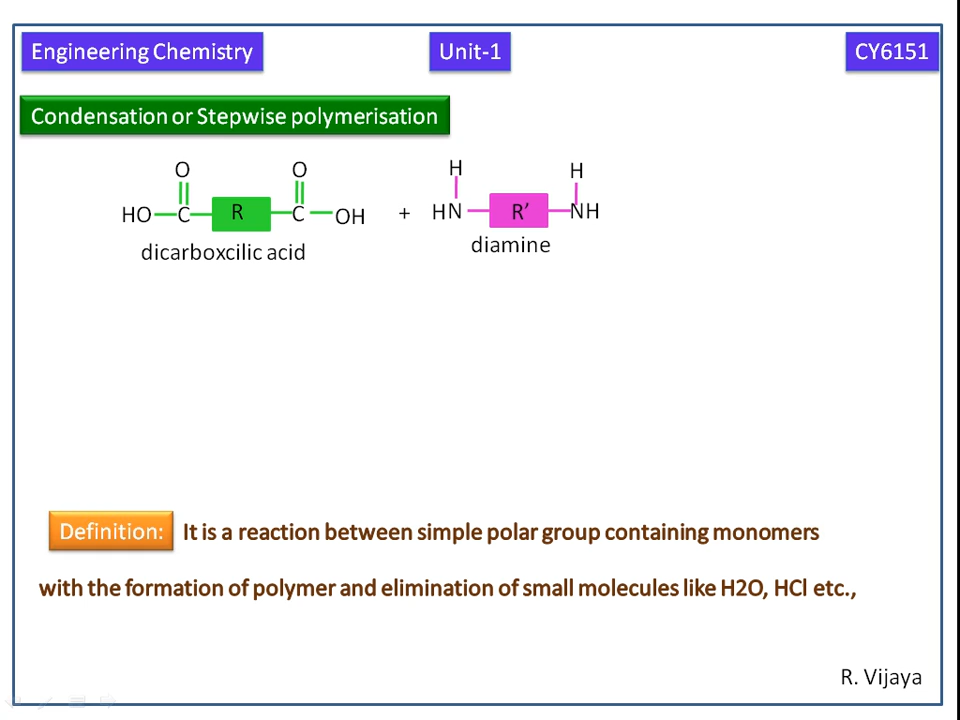 Engineering Chemistry Unit-1 CY6151
Condensation or Stepwise polymerisation
O O H H
HO C R C OH + HN R’ NH
dicarboxcilic acid diamine
Definition: It is a reaction between simple polar group containing monomers
with the formation of polymer and elimination of small molecules like H2O, HCl etc.,
R. Vijaya